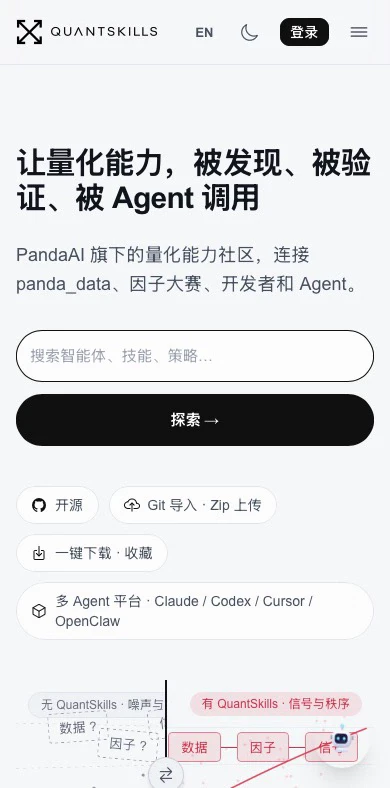 QUANTSKILLS
EN
登录
让量化能力，被发现、被验
证、被 Agent 调用
PandaAI 旗下的量化能力社区，连接
panda_data、因子大赛、开发者和 Agent。
搜索智能体、技能、策略...
探索 →
开源
Git 导入 · Zip 上传
一键下载 · 收藏
多 Agent 平台 · Claude / Codex / Cursor /
OpenClaw
无 QuantSkills · 噪声与
有 QuantSkills · 信号与秩序
数据 ?
因子 ?
数据
因子